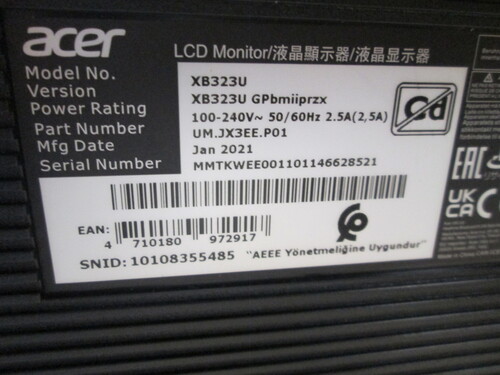 acer
LCD Monitor/液晶顯示器/液晶显示器
Model No. XB323U
Version XB323U GPbmiiprzx
Power Rating 100-240V~ 50/60Hz 2.5A(2,5A)
Part Number UM.JX3EE.P01
Mfg Date Jan 2021
Serial Number MMTKWEE001101146628521
Cd
EAN: 4 710180 972917
SNID: 10108355485 "AEEE Yönetmeliğine Uygundur"
EAC
UK
CA